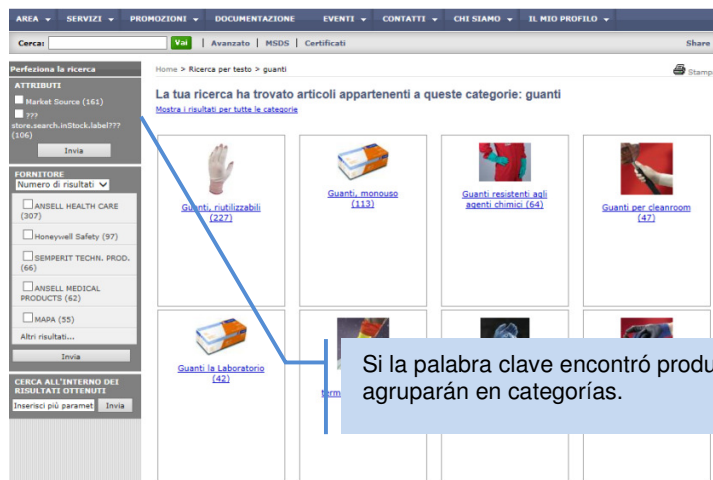 AREA SERVIZI PROMOZIONI DOCUMENTAZIONE EVENTI CONTATTI CHI SIAMO IL MIO PROFILO
Cerca: Vai | Avanzato | MSDS | Certificati Share
Perfeziona la ricerca
ATTRIBUTI
Market Source (161)
???
store.search.inStock.label???
(106)
Invia
FORNITORE
Numero di risultati
ANSELL HEALTH CARE
(307)
Honeywell Safety (97)
SEMPERIT TECHN. PROD.
(66)
ANSELL MEDICAL
PRODUCTS (62)
MAPA (55)
Altri risultati...
Invia
CERCA ALL'INTERNO DEI
RISULTATI OTTENUTI
Inserisci più paramet Invia
Home > Ricerca per testo > guanti
Stamp
La tua ricerca ha trovato articoli appartenenti a queste categorie: guanti
Mostra i risultati per tutte le categorie
Guanti, riutilizzabili
(227)
Guanti, monouso
(113)
Guanti resistenti agli
agenti chimici (64)
Guanti per cleanroom
(47)
Guanti la Laboratorio
(42)
term
Si la palabra clave encontró produ
agruparán en categorías.